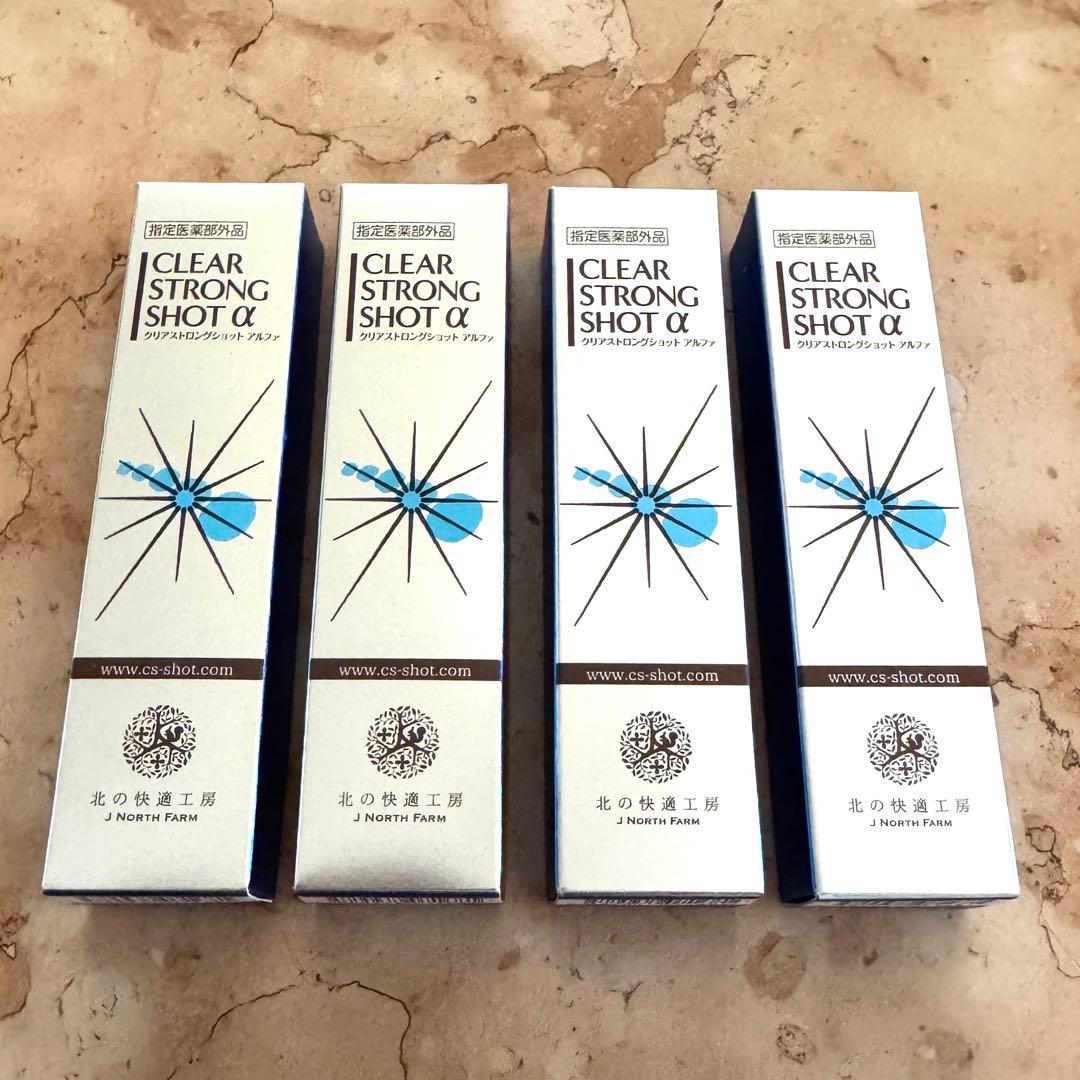 指定医薬部外品
CLEAR
STRONG
SHOT α
クリアストロングショット アルファ
www.cs-shot.com
北の快適工房
J NORTH FARM
指定医薬部外品
CLEAR
STRONG
SHOT α
クリアストロングショット アルファ
www.cs-shot.com
北の快適工房
J NORTH FARM
指定医薬部外品
CLEAR
STRONG
SHOT α
クリアストロングショット アルファ
www.cs-shot.com
北の快適工房
J NORTH FARM
指定医薬部外品
CLEAR
STRONG
SHOT α
クリアストロングショット アルファ
www.cs-shot.com
北の快適工房
J NORTH FARM